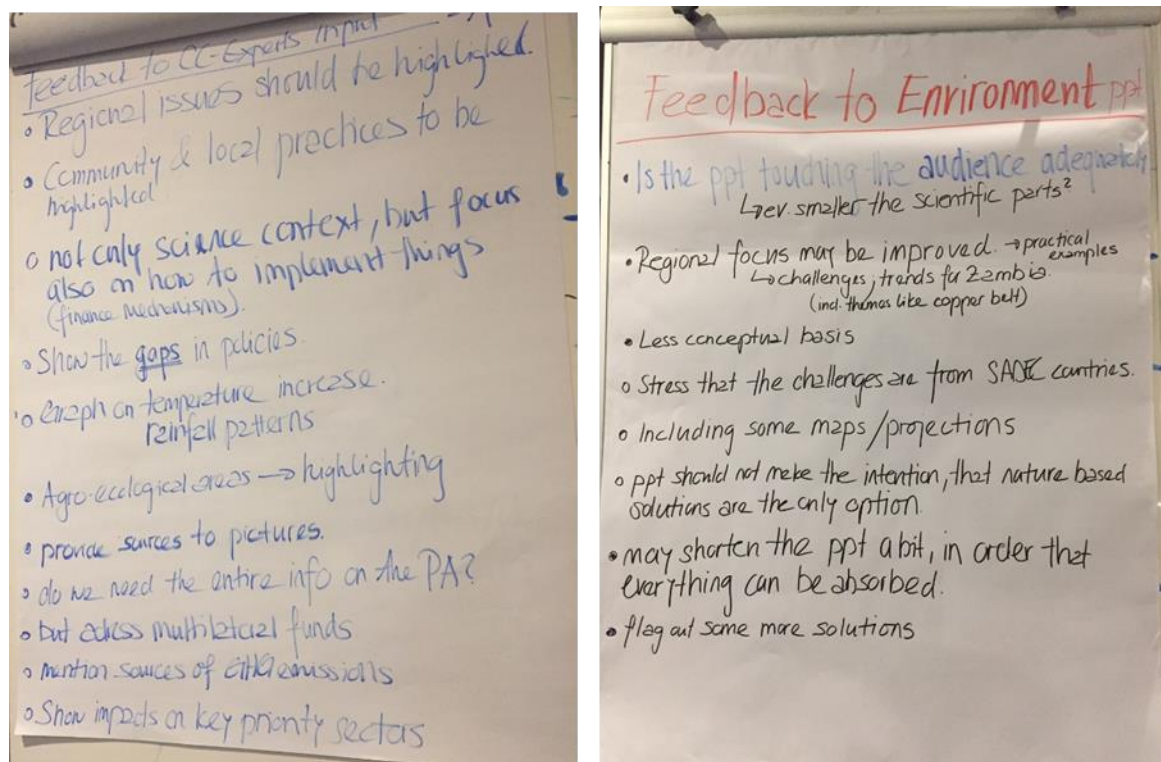 Feedback to CC-Experts input
• Regional issues should be highlighted.
• Community & local practices to be
highlighted
o not only science context, but focus
also on how to implement things
(finance mechanisms).
• Show the gaps in policies.
o Graph on temperature increase.
rainfall patterns
• Agro-ecological areas → highlighting
• provide sources to pictures.
• do we need the entire info on the PA?
o but adress multilateral funds
o mention sources of GHG emissions
o Show impacts on key priority sectors
Feedback to Environment ppt
• Is the ppt touching the audience adequately
↳ ev. smaller the scientific parts²
• Regional focus may be improved. → practical
examples
↳ challenges, trends for Zambia.
(incl. themas like copper belt)
• Less conceptual basis
o Stress that the challenges are from SADC countries.
o Including some maps/projections
o ppt should not make the intention, that nature based
solutions are the only option.
• may shorten the ppt a bit, in order that
everything can be absorbed.
• flag out some more solutions